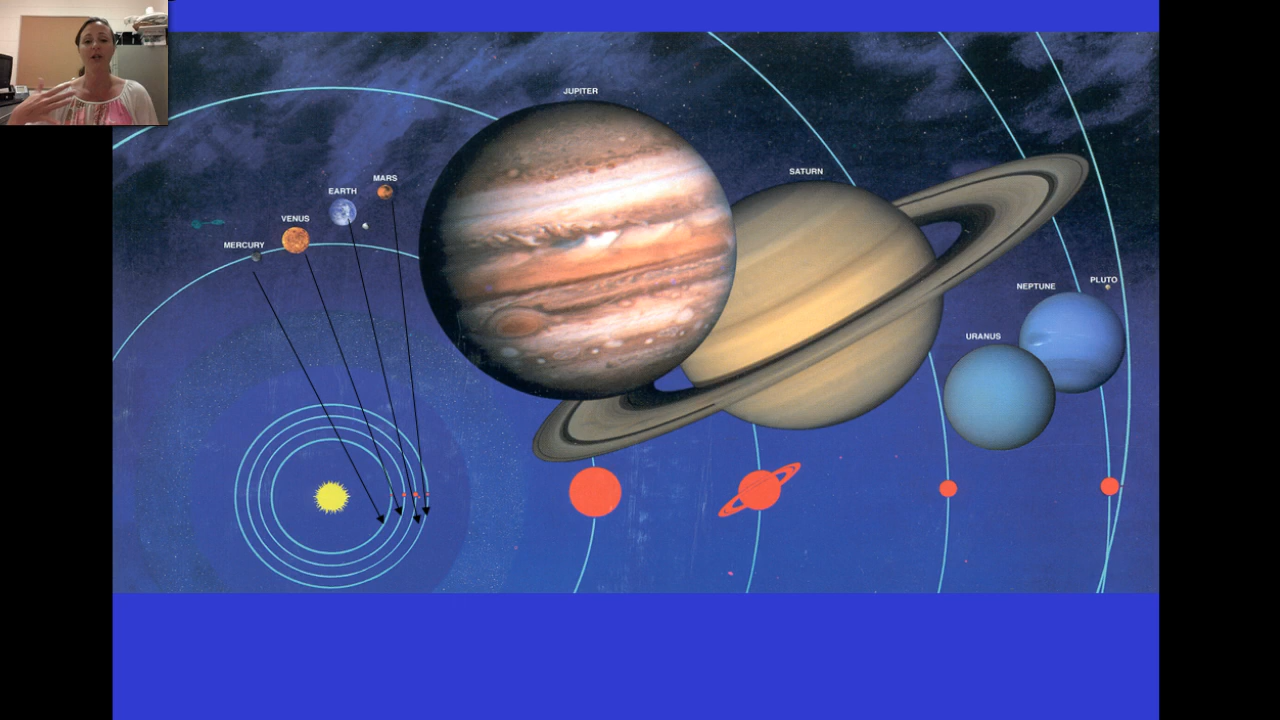 JUPITER
SATURN
MARS
EARTH
VENUS
MERCURY
PLUTO
NEPTUNE
URANUS